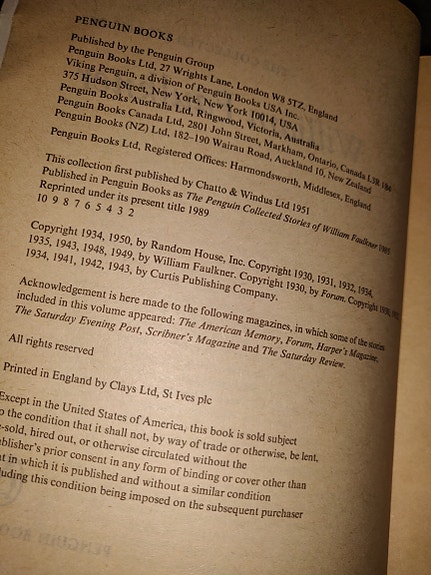 PENGUIN BOOKS
Published by the Penguin Group
Penguin Books Ltd, 27 Wrights Lane, London W8 5TZ, England
Viking Penguin, a division of Penguin Books USA Inc.
375 Hudson Street, New York, New York 10014, USA
Penguin Books Australia Ltd, Ringwood, Victoria, Australia
Penguin Books Canada Ltd, 2801 John Street, Markham, Ontario, Canada L3R 1B4
Penguin Books (NZ) Ltd, 182–190 Wairau Road, Auckland 10, New Zealand
Penguin Books Ltd, Registered Offices: Harmondsworth, Middlesex, England
This collection first published by Chatto & Windus Ltd 1951
Published in Penguin Books as The Penguin Collected Stories of William Faulkner 1985
Reprinted under its present title 1989
10 9 8 7 6 5 4 3 2
Copyright 1934, 1950, by Random House, Inc. Copyright 1930, 1931, 1932, 1934,
1935, 1943, 1948, 1949, by William Faulkner. Copyright 1930, by Forum. Copyright 1930, 1932,
1934, 1941, 1942, 1943, by Curtis Publishing Company.
Acknowledgement is here made to the following magazines, in which some of the stories
included in this volume appeared: The American Memory, Forum, Harper's Magazine,
The Saturday Evening Post, Scribner's Magazine and The Saturday Review.
All rights reserved
Printed in England by Clays Ltd, St Ives plc
Except in the United States of America, this book is sold subject
to the condition that it shall not, by way of trade or otherwise, be lent,
-sold, hired out, or otherwise circulated without the
blisher's prior consent in any form of binding or cover other than
t in which it is published and without a similar condition
luding this condition being imposed on the subsequent purchaser